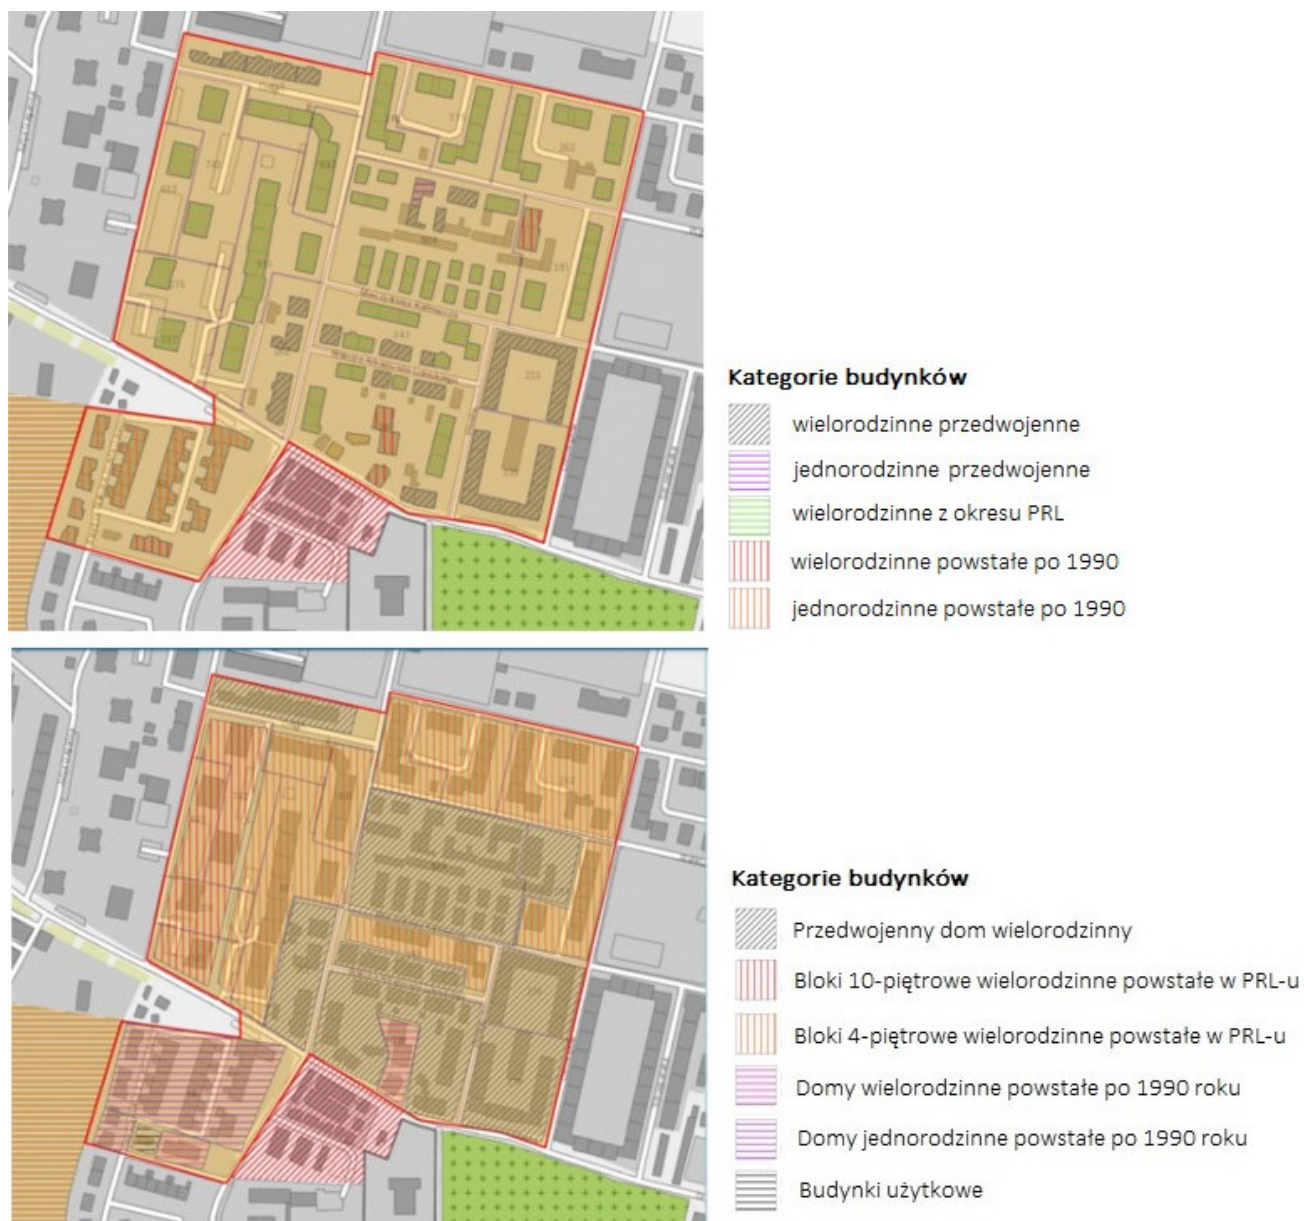 Kategorie budynków
wielorodzinne przedwojenne
jednorodzinne przedwojenne
wielorodzinne z okresu PRL
wielorodzinne powstałe po 1990
jednorodzinne powstałe po 1990
Kategorie budynków
Przedwojenny dom wielorodzinny
Bloki 10-piętrowe wielorodzinne powstałe w PRL-u
Bloki 4-piętrowe wielorodzinne powstałe w PRL-u
Domy wielorodzinne powstałe po 1990 roku
Domy jednorodzinne powstałe po 1990 roku
Budynki użytkowe